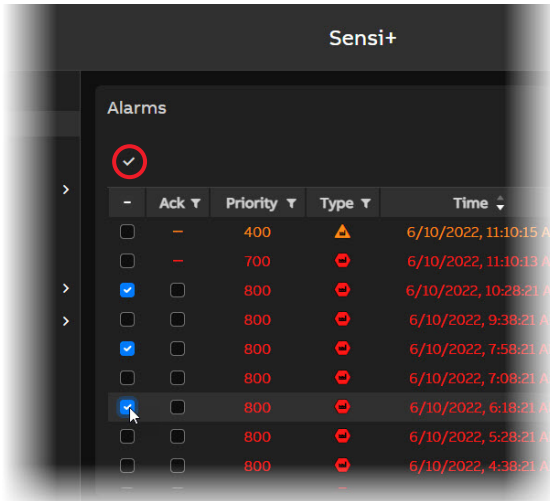 Sensi+
Alarms
- Ack Priority Type Time
– 400 6/10/2022, 11:10:15 A
– 700 6/10/2022, 11:10:13 A
800 6/10/2022, 10:28:21 A
800 6/10/2022, 9:38:21 A
800 6/10/2022, 7:58:21 A
800 6/10/2022, 7:08:21 A
800 6/10/2022, 6:18:21 A
800 6/10/2022, 5:28:21 A
800 6/10/2022, 4:38:21 A